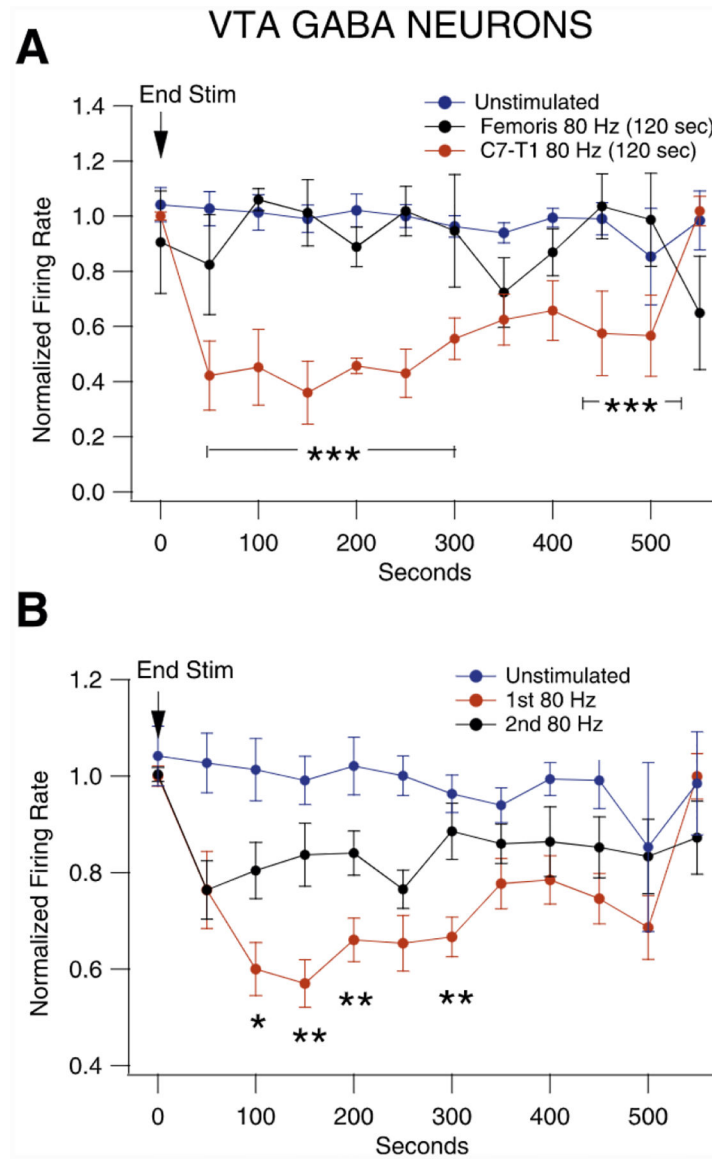 VTA GABA NEURONS
A
End Stim
Unstimulated
Femoris 80 Hz (120 sec)
C7-T1 80 Hz (120 sec)
1.4
1.2
1.0
0.8
0.6
0.4
0.2
0.0
Normalized Firing Rate
***
***
0 100 200 300 400 500
Seconds
B
End Stim
Unstimulated
1st 80 Hz
2nd 80 Hz
1.2
1.0
0.8
0.6
0.4
Normalized Firing Rate
*
**
**
**
0 100 200 300 400 500
Seconds